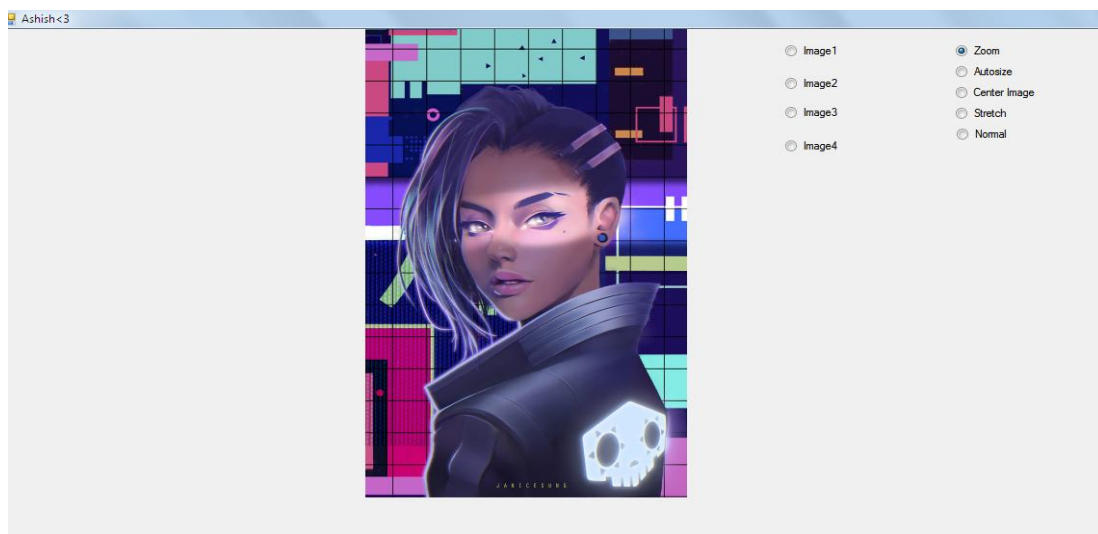 Ashish<3
Image1
Image2
Image3
Image4
Zoom
Autosize
Center Image
Stretch
Normal
JANICESUNG